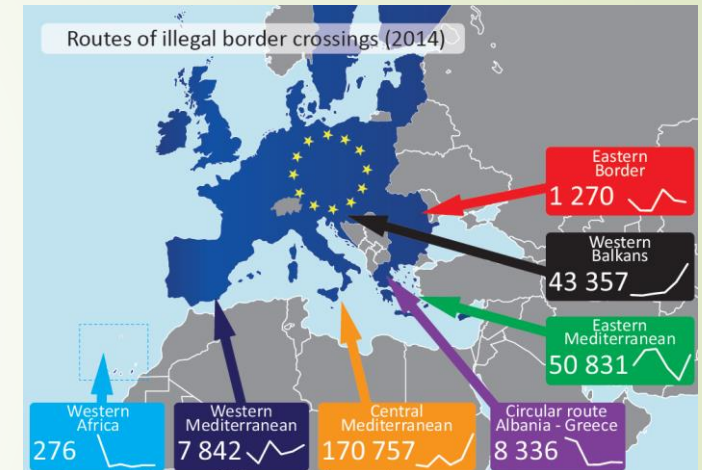 Routes of illegal border crossings (2014)
Eastern
Border
1 270
Western
Balkans
43 357
Eastern
Mediterranean
50 831
Western
Africa
276
Western
Mediterranean
7 842
Central
Mediterranean
170 757
Circular route
Albania - Greece
8 336